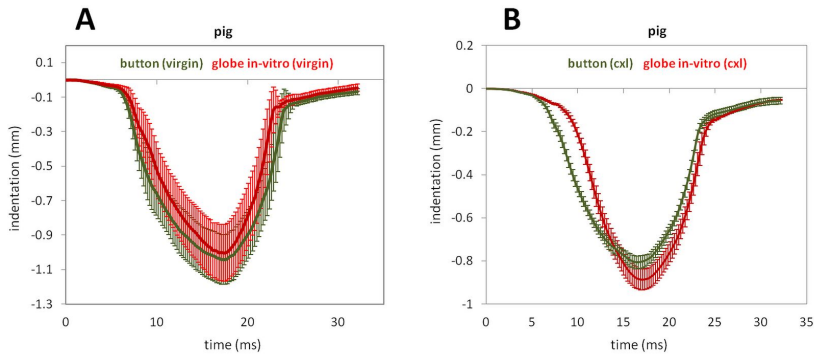 A
pig
button (virgin) globe in-vitro (virgin)
0.1
-0.1
-0.3
-0.5
-0.7
-0.9
-1.1
-1.3
indentation (mm)
0 10 20 30
time (ms)
B
pig
button (cxl) globe in-vitro (cxl)
0.2
0
-0.2
-0.4
-0.6
-0.8
-1
indentation (mm)
0 5 10 15 20 25 30 35
time (ms)